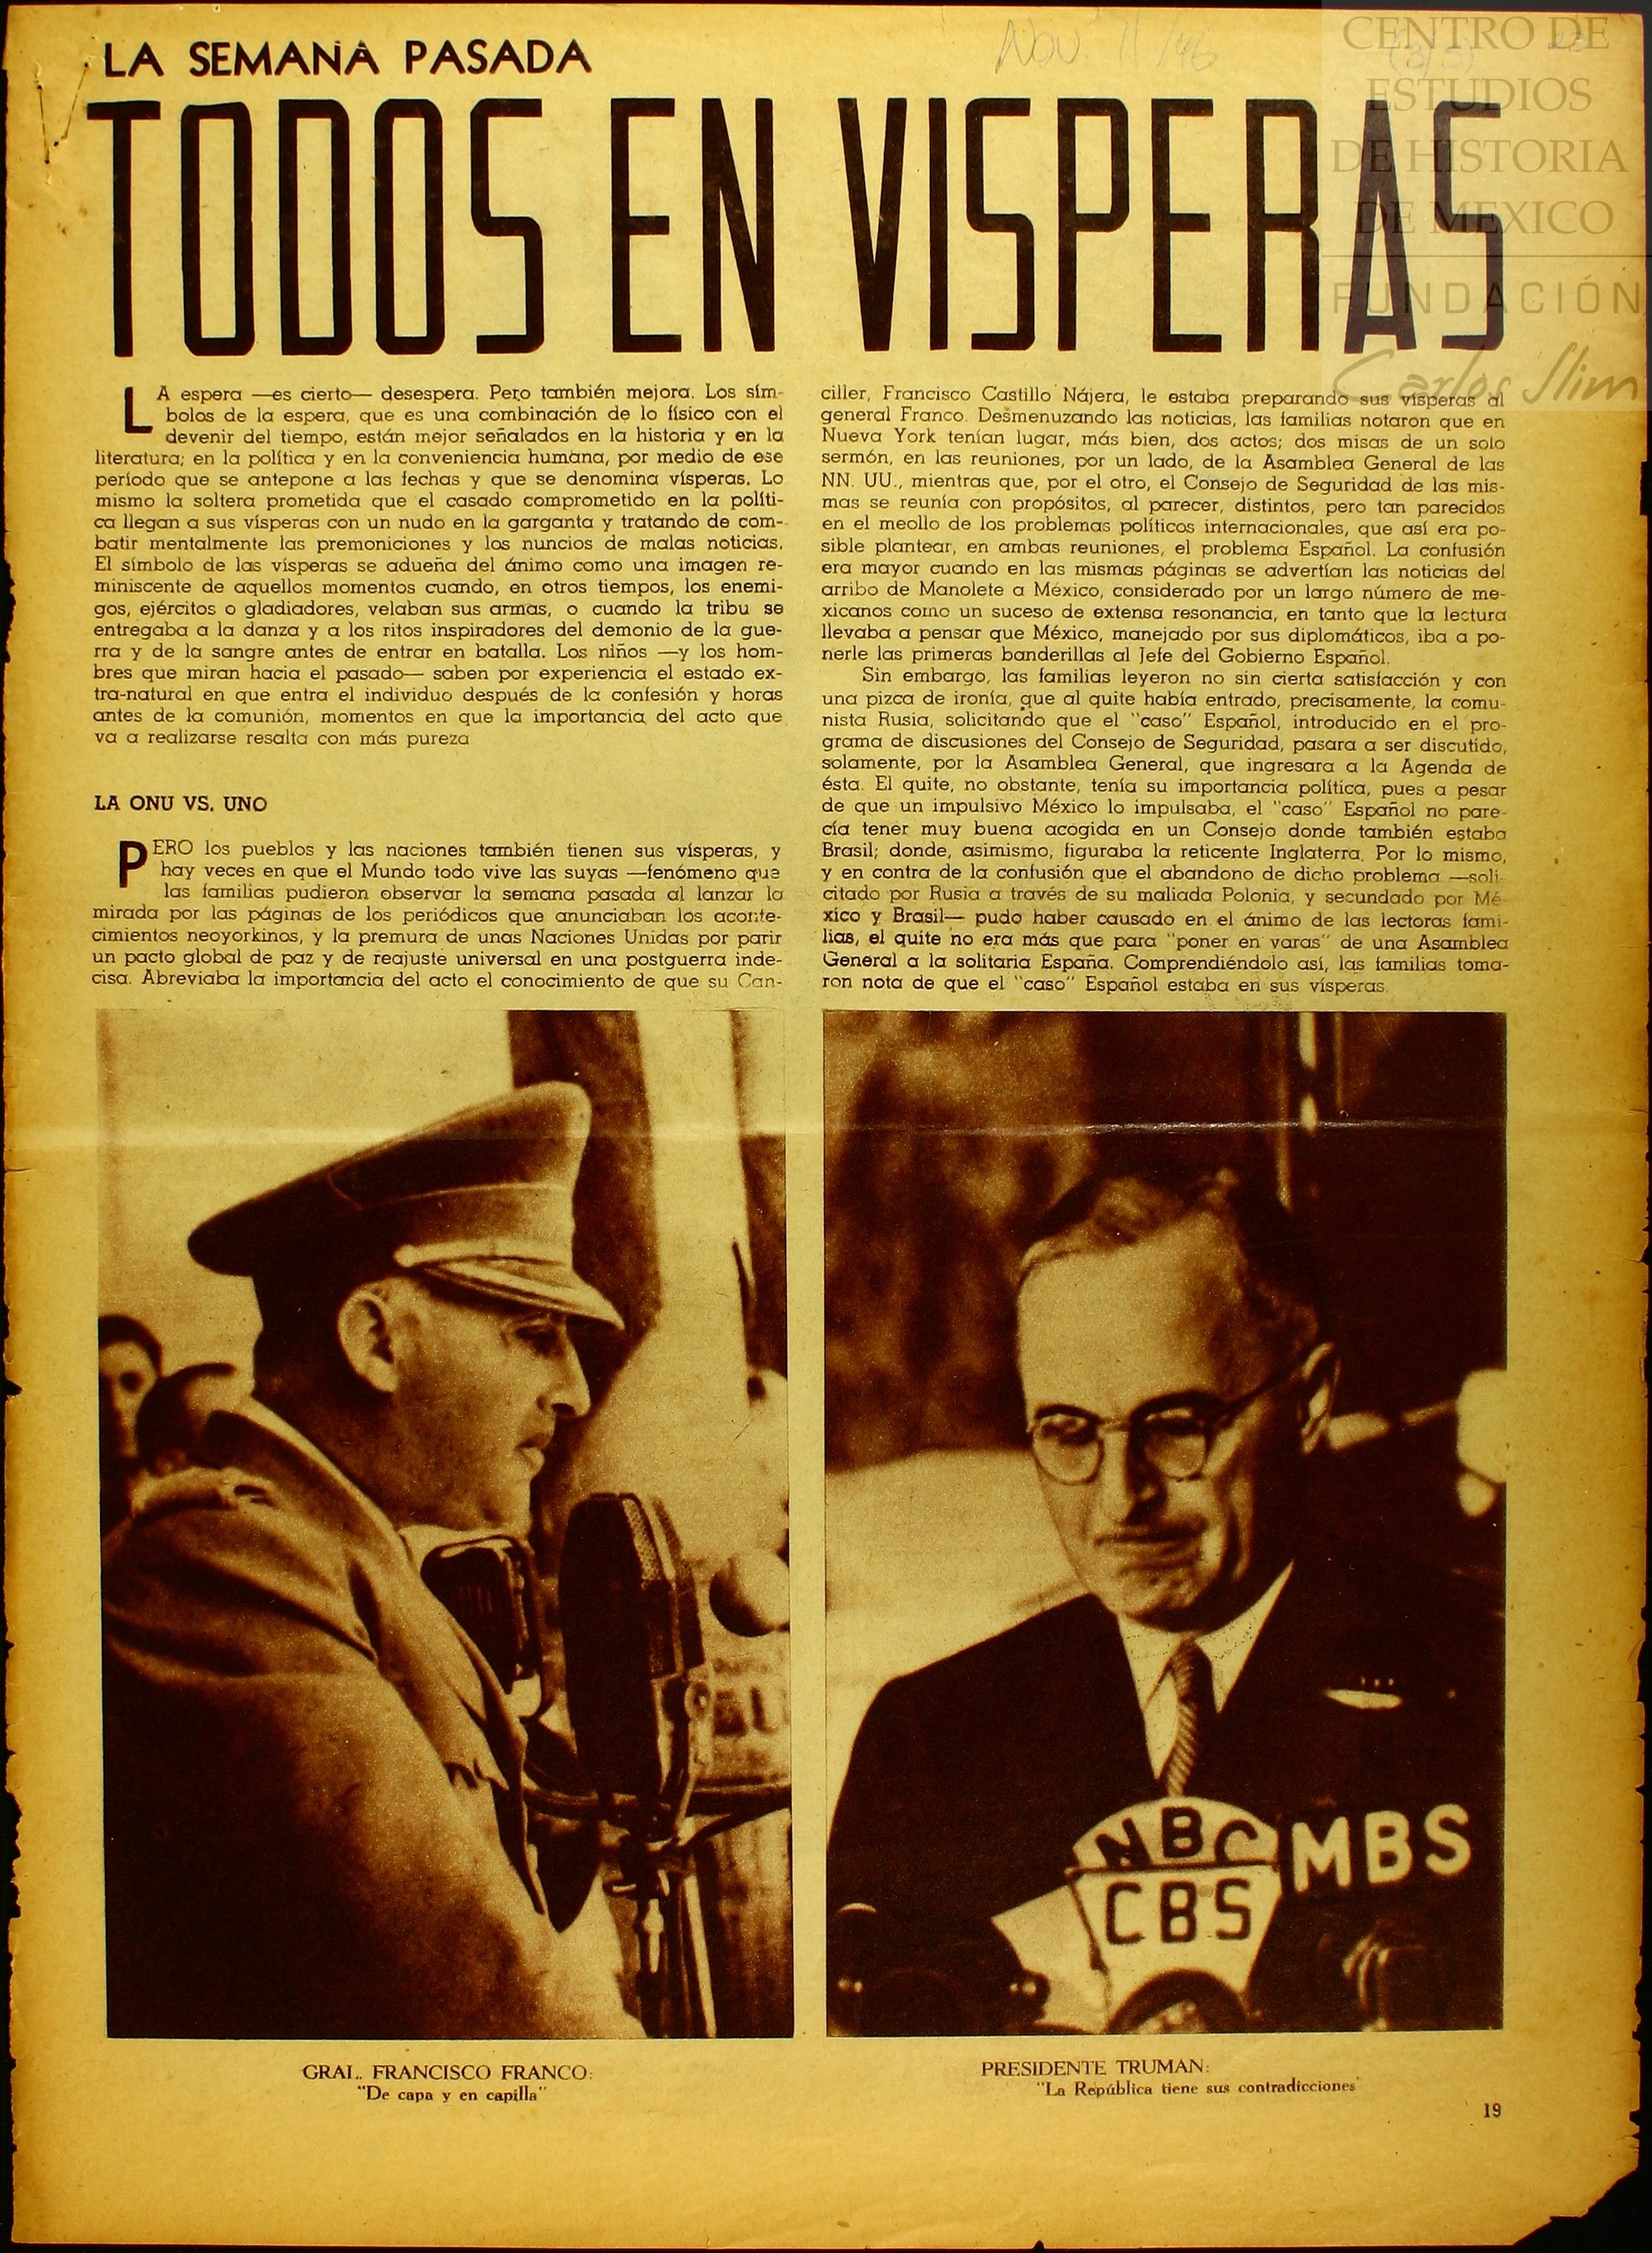 LA SEMANA PASADA
Nov 11/46
TODOS EN VISPERAS
CENTRO DE
ESTUDIOS
DE HISTORIA
DE MEXICO
FUNDACIÓN
Carlos Slim
LA espera —es cierto— desespera. Pero también mejora. Los sím-
bolos de la espera, que es una combinación de lo físico con el
devenir del tiempo, están mejor señalados en la historia y en la
literatura; en la política y en la conveniencia humana, por medio de ese
período que se antepone a las fechas y que se denomina vísperas. Lo
mismo la soltera prometida que el casado comprometido en la políti-
ca llegan a sus vísperas con un nudo en la garganta y tratando de com-
batir mentalmente las premoniciones y los nuncios de malas noticias.
El símbolo de las vísperas se adueña del ánimo como una imagen re-
miniscente de aquellos momentos cuando, en otros tiempos, los enemi-
gos, ejércitos o gladiadores, velaban sus armas, o cuando la tribu se
entregaba a la danza y a los ritos inspiradores del demonio de la gue-
rra y de la sangre antes de entrar en batalla. Los niños —y los hom-
bres que miran hacia el pasado— saben por experiencia el estado ex-
tra-natural en que entra el individuo después de la confesión y horas
antes de la comunión, momentos en que la importancia del acto que
va a realizarse resalta con más pureza
LA ONU VS. UNO
PERO los pueblos y las naciones también tienen sus vísperas, y
hay veces en que el Mundo todo vive las suyas —fenómeno que
las familias pudieron observar la semana pasada al lanzar la
mirada por las páginas de los periódicos que anunciaban los aconte-
cimientos neoyorkinos, y la premura de unas Naciones Unidas por parir
un pacto global de paz y de reajuste universal en una postguerra inde-
cisa. Abreviaba la importancia del acto el conocimiento de que su Can-
ciller, Francisco Castillo Nájera, le estaba preparando sus vísperas al
general Franco. Desmenuzando las noticias, las familias notaron que en
Nueva York tenían lugar, más bien, dos actos; dos misas de un solo
sermón, en las reuniones, por un lado, de la Asamblea General de las
NN. UU., mientras que, por el otro, el Consejo de Seguridad de las mis-
mas se reunía con propósitos, al parecer, distintos, pero tan parecidos
en el meollo de los problemas políticos internacionales, que así era po-
sible plantear, en ambas reuniones, el problema Español. La confusión
era mayor cuando en las mismas páginas se advertían las noticias del
arribo de Manolete a México, considerado por un largo número de me-
xicanos como un suceso de extensa resonancia, en tanto que la lectura
llevaba a pensar que México, manejado por sus diplomáticos, iba a po-
nerle las primeras banderillas al Jefe del Gobierno Español.
Sin embargo, las familias leyeron no sin cierta satisfacción y con
una pizca de ironía, que al quite había entrado, precisamente, la comu-
nista Rusia, solicitando que el "caso" Español, introducido en el pro-
grama de discusiones del Consejo de Seguridad, pasara a ser discutido,
solamente, por la Asamblea General, que ingresara a la Agenda de
ésta. El quite, no obstante, tenía su importancia política, pues a pesar
de que un impulsivo México lo impulsaba, el "caso" Español no pare-
cía tener muy buena acogida en un Consejo donde también estaba
Brasil; donde, asimismo, figuraba la reticente Inglaterra. Por lo mismo,
y en contra de la confusión que el abandono de dicho problema —soli-
citado por Rusia a través de su maliada Polonia, y secundado por Mé-
xico y Brasil— pudo haber causado en el ánimo de las lectoras fami-
lias, el quite no era más que para "poner en varas" de una Asamblea
General a la solitaria España. Comprendiéndolo así, las familias toma-
ron nota de que el "caso" Español estaba en sus vísperas.
NBC
CBS
MBS
GRAL. FRANCISCO FRANCO:
"De capa y en capilla"
PRESIDENTE TRUMAN:
"La República tiene sus contradicciones
19